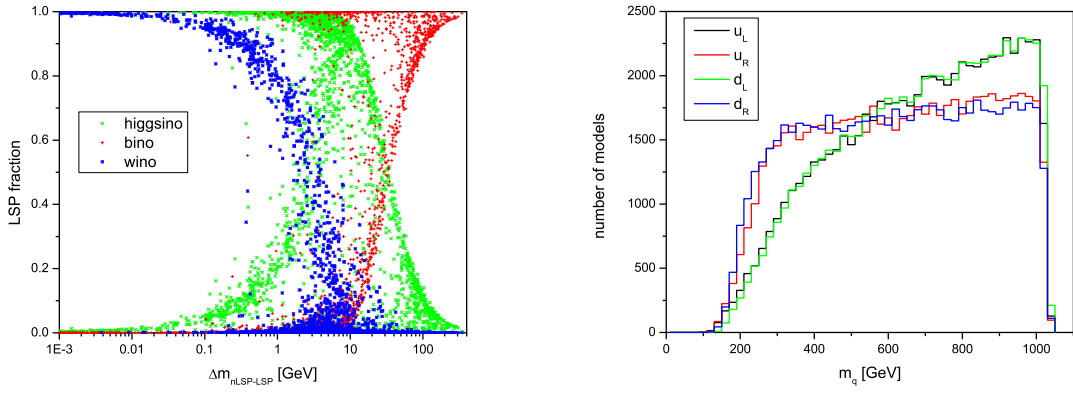 1.0
0.8
0.6
0.4
0.2
0.0
LSP fraction
higgsino
bino
wino
1E-3 0.01 0.1 1 10 100
Δm_nLSP-LSP [GeV]
2500
2000
1500
1000
500
0
number of models
u_L
u_R
d_L
d_R
0 200 400 600 800 1000
m_q [GeV]